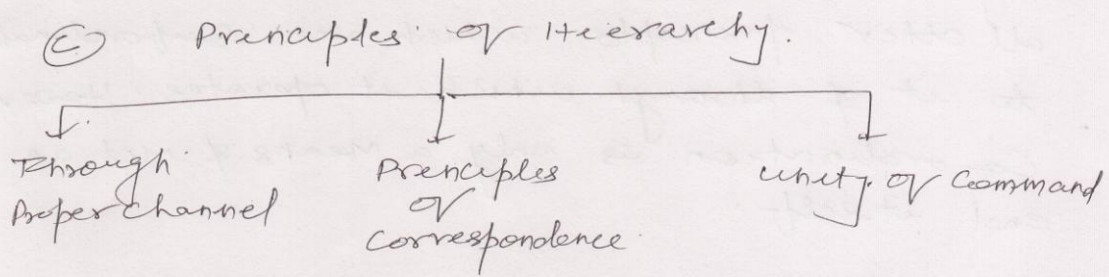 Ⓒ Principles of Hierarchy.
Through Proper channel
Principles of Correspondence
Unity of Command